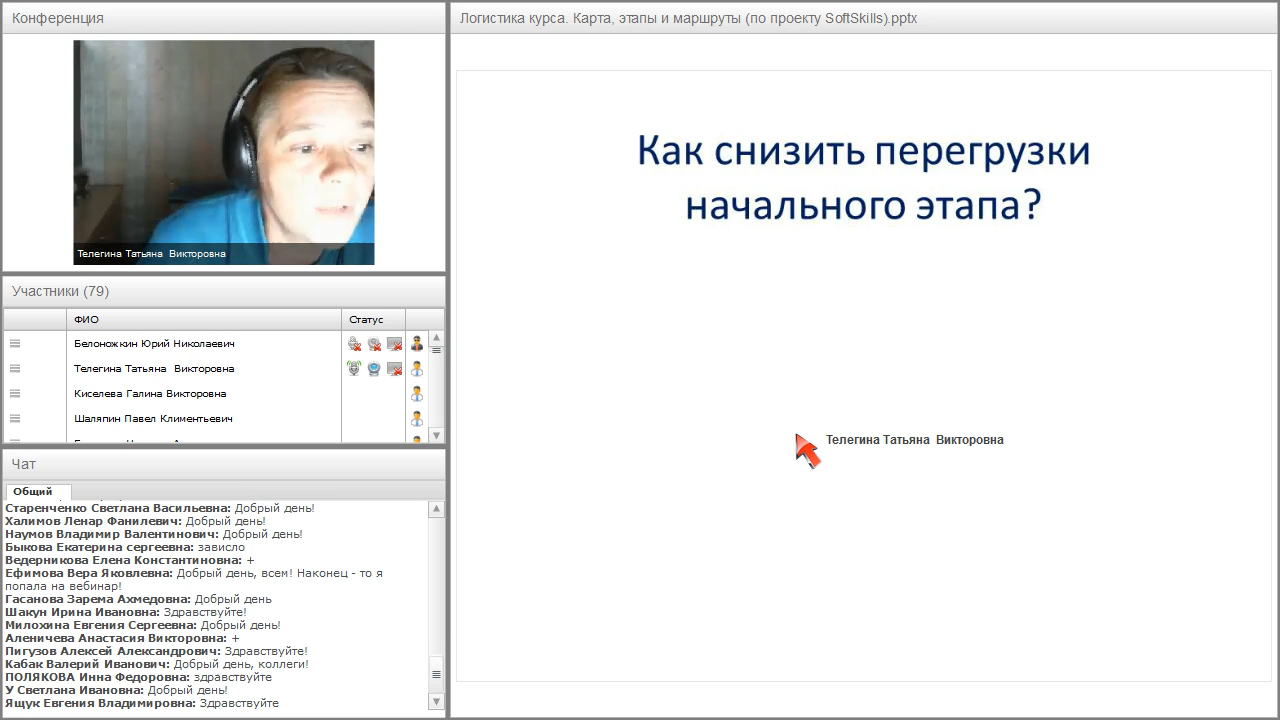 Конференция
Телегина Татьяна  Викторовна
Участники (79)
ФИО
Статус
Белоножкин Юрий Николаевич
Телегина Татьяна  Викторовна
Киселева Галина Викторовна
Шаляпин Павел Климентьевич
Чат
Общий
Старенченко Светлана Васильевна: Добрый день!
Халимов Ленар Фанилевич: Добрый день!
Наумов Владимир Валентинович: Добрый день!
Быкова Екатерина сергеевна: зависло
Ведерникова Елена Константиновна: +
Ефимова Вера Яковлевна: Добрый день, всем! Наконец - то я
попала на вебинар!
Гасанова Зарема Ахмедовна: Добрый день
Шакун Ирина Ивановна: Здравствуйте!
Милохина Евгения Сергеевна: Добрый день!
Аленичева Анастасия Викторовна: +
Пигузов Алексей Александрович: Здравствуйте!
Кабак Валерий Иванович: Добрый день, коллеги!
ПОЛЯКОВА Инна Федоровна: здравствуйте
У Светлана Ивановна: Добрый день!
Ящук Евгения Владимировна: Здравствуйте
Логистика курса. Карта, этапы и маршруты (по проекту SoftSkills).pptx
Как снизить перегрузки
начального этапа?
Телегина Татьяна  Викторовна